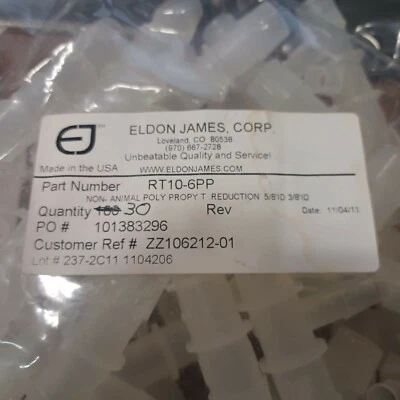 EJ
ELDON JAMES, CORP.
Loveland, CO 80538
(970) 667-2728
Unbeatable Quality and Service!
Made in the USA WWW.ELDONJAMES.COM
Part Number RT10-6PP
NON- ANIMAL POLY PROPY T REDUCTION 5/8ID 3/8ID
Quantity 100 30 Rev Date: 11/04/11
PO # 101383296
Customer Ref # ZZ106212-01
Lot # 237-2C11 1104206